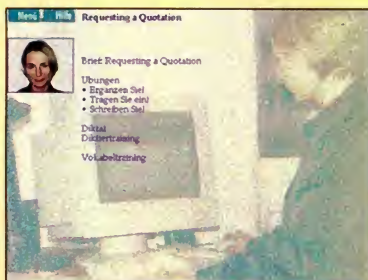 Menü Hilfe Requesting a Quotation
Brief: Requesting a Quotation
Übungen
• Ergänzen Sie!
• Tragen Sie ein!
• Schreiben Sie!
Diktat
Diktiertraining
Vokabeltraining